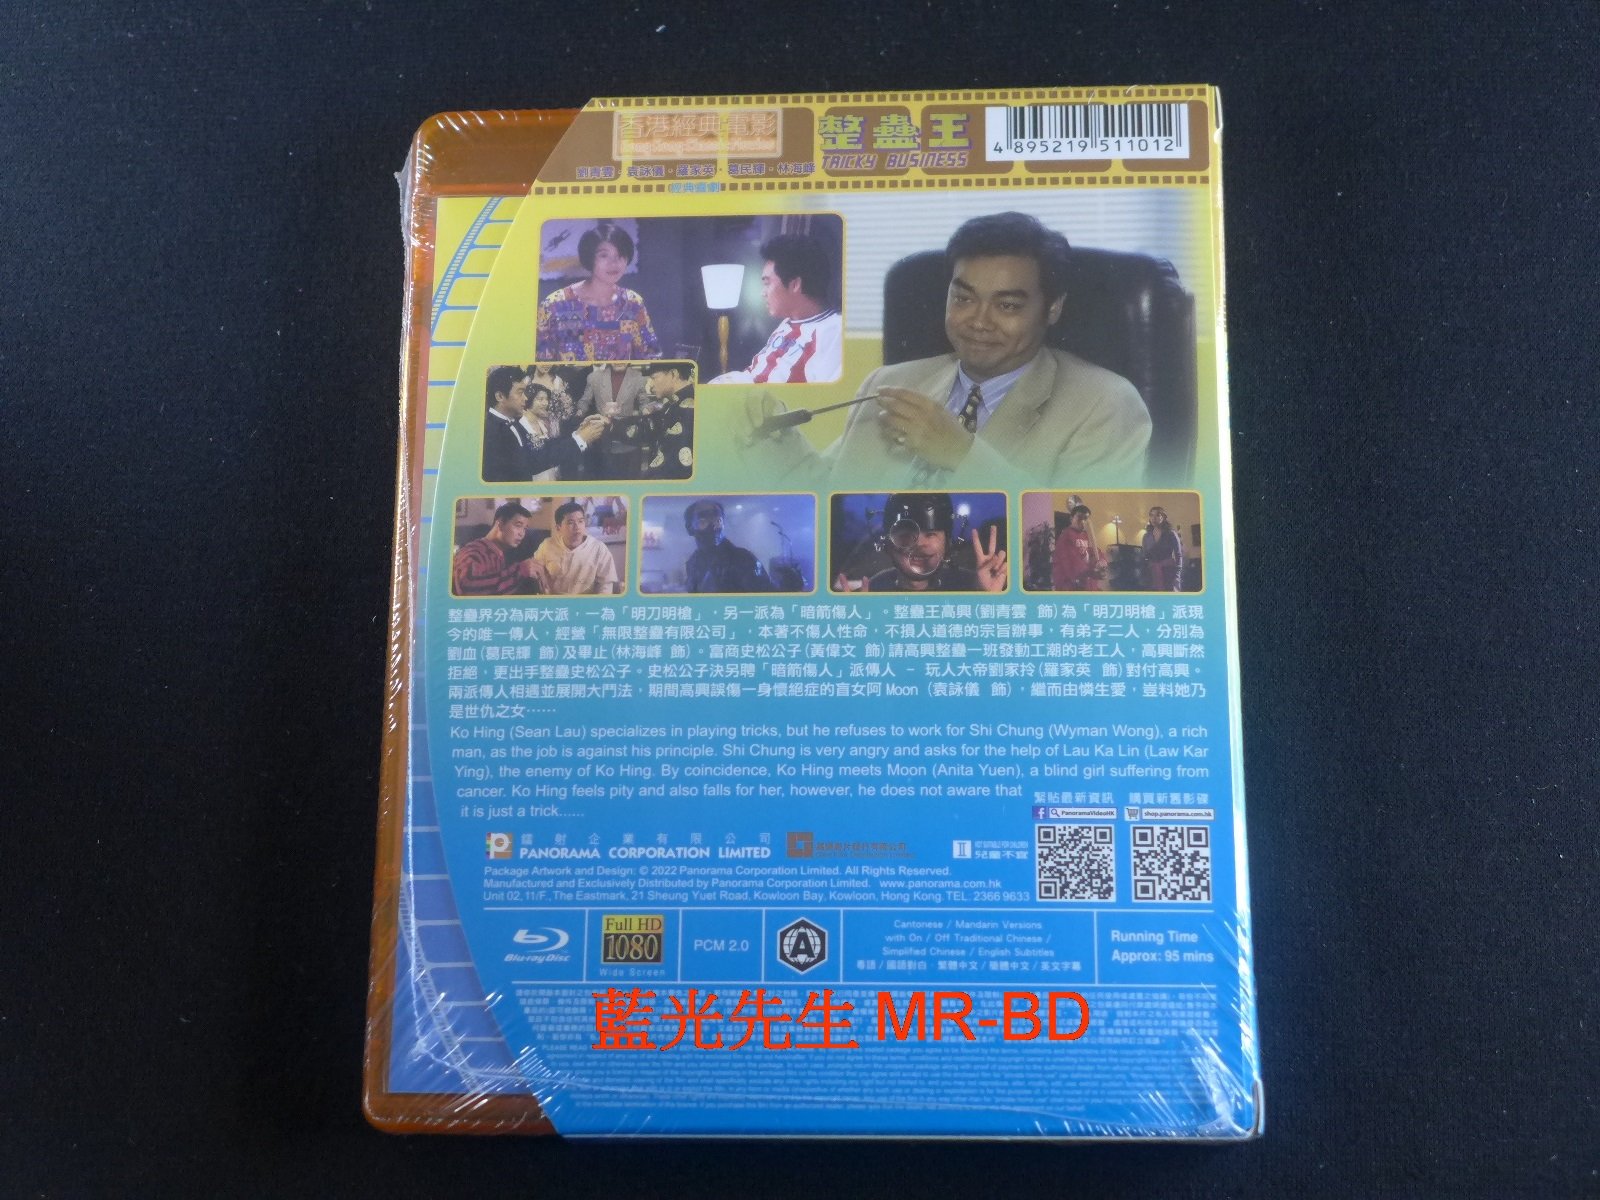 香港經典電影
Hong Kong Classic Movies
劉青雲·袁詠儀·羅家英·葛民輝·林海峰
經典喜劇
整蠱王
TRICKY BUSINESS
4 895219 511012
整蠱界分為兩大派，一為「明刀明槍」，另一派為「暗箭傷人」。整蠱王高興(劉青雲 飾)為「明刀明槍」派現
今的唯一傳人，經營「無限整蠱有限公司」，本著不傷人性命，不損人道德的宗旨辦事，有弟子二人，分別為
劉血(葛民輝 飾)及畢止(林海峰 飾)。富商史松公子(黃偉文 飾)請高興整蠱一班發動工潮的老工人，高興斷然
拒絕，更出手整蠱史松公子。史松公子決另聘「暗箭傷人」派傳人 – 玩人大帝劉家拎(羅家英 飾)對付高興。
兩派傳人相遇並展開大鬥法，期間高興誤傷一身懷絕症的盲女阿Moon (袁詠儀 飾)，繼而由憐生愛，豈料她乃
是世仇之女⋯⋯
Ko Hing (Sean Lau) specializes in playing tricks, but he refuses to work for Shi Chung (Wyman Wong), a rich
man, as the job is against his principle. Shi Chung is very angry and asks for the help of Lau Ka Lin (Law Kar
Ying), the enemy of Ko Hing. By coincidence, Ko Hing meets Moon (Anita Yuen), a blind girl suffering from
cancer. Ko Hing feels pity and also falls for her, however, he does not aware that
it is just a trick......
緊貼最新資訊
PanoramaVideoHK
購買新舊影碟
shop.panorama.com.hk
鐳射企業有限公司
PANORAMA CORPORATION LIMITED
II
NOT SUITABLE FOR CHILDREN
兒童不宜
Package Artwork and Design: © 2022 Panorama Corporation Limited. All Rights Reserved.
Manufactured and Exclusively Distributed by Panorama Corporation Limited. www.panorama.com.hk
Unit 02, 11/F., The Eastmark, 21 Sheung Yuet Road, Kowloon Bay, Kowloon, Hong Kong. TEL. 2366 9633
Blu-ray Disc
Full HD
1080
Wide Screen
PCM 2.0
A
Cantonese / Mandarin Versions
with On / Off Traditional Chinese /
Simplified Chinese / English Subtitles
粵語/國語對白·繁體中文/簡體中文/英文字幕
Running Time
Approx: 95 mins
藍光先生 MR-BD